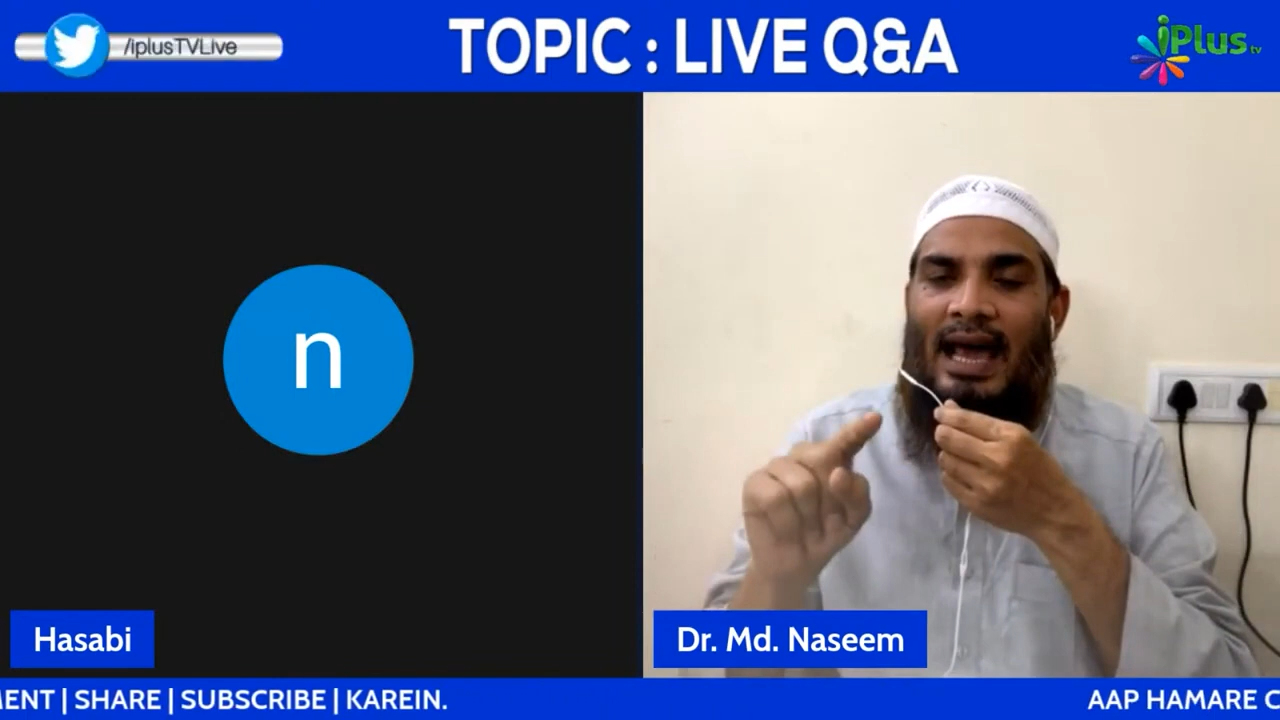 /iplusTVLive
TOPIC : LIVE Q&A
iPlus tv
n
Hasabi
Dr. Md. Naseem
MENT | SHARE | SUBSCRIBE | KAREIN.
AAP HAMARE C